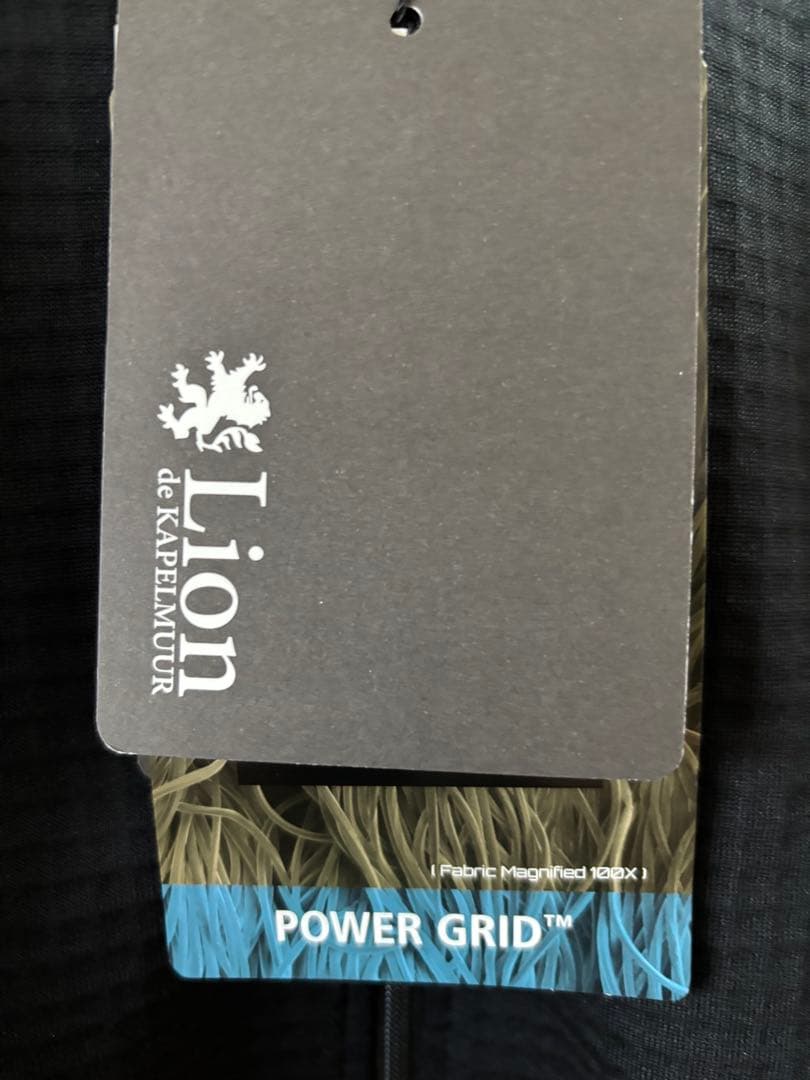 Lion
de KAPELMUUR
( Fabric Magnified 100X )
POWER GRID™